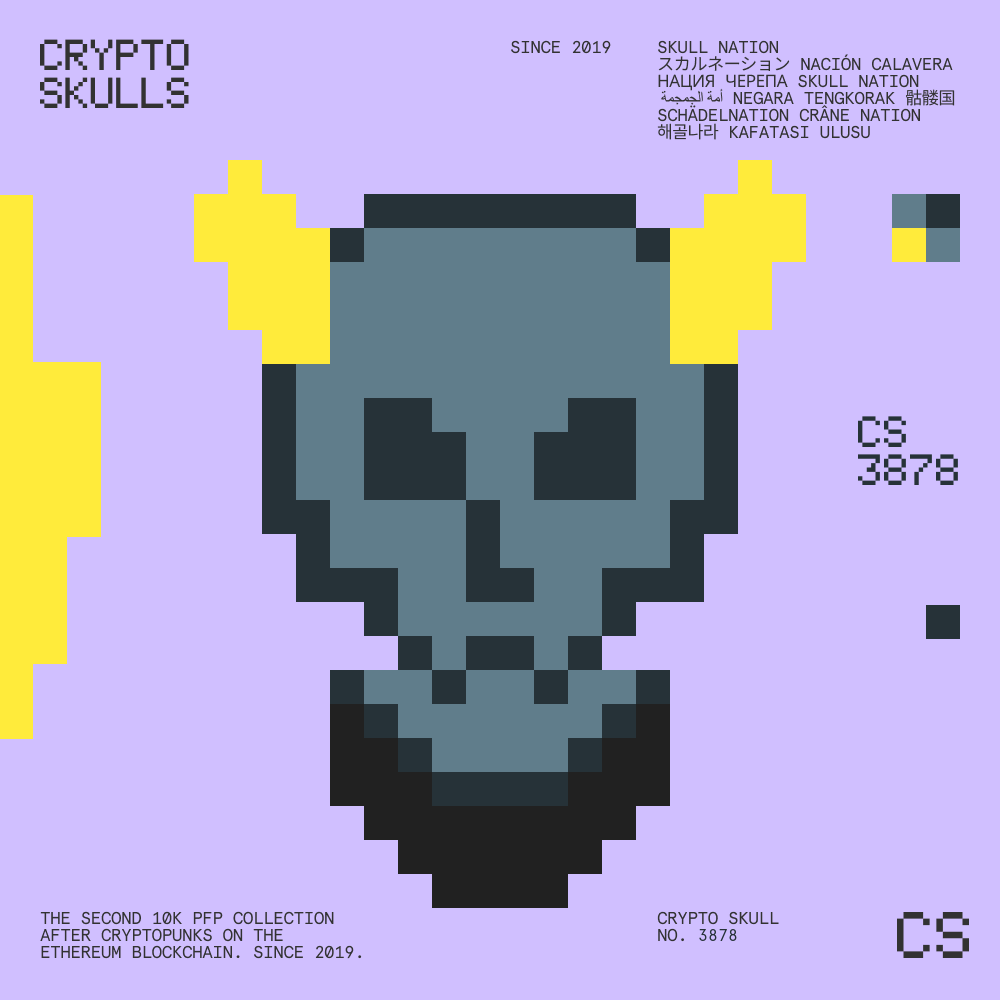 CRYPTO
SKULLS
SINCE 2019
SKULL NATION
スカルネーション NACIÓN CALAVERA
НАЦИЯ ЧЕРЕПА SKULL NATION
أمة الجمجمة NEGARA TENGKORAK 骷髅国
SCHÄDELNATION CRÂNE NATION
해골나라 KAFATASI ULUSU
CS
3878
THE SECOND 10K PFP COLLECTION
AFTER CRYPTOPUNKS ON THE
ETHEREUM BLOCKCHAIN. SINCE 2019.
CRYPTO SKULL
NO. 3878
CS